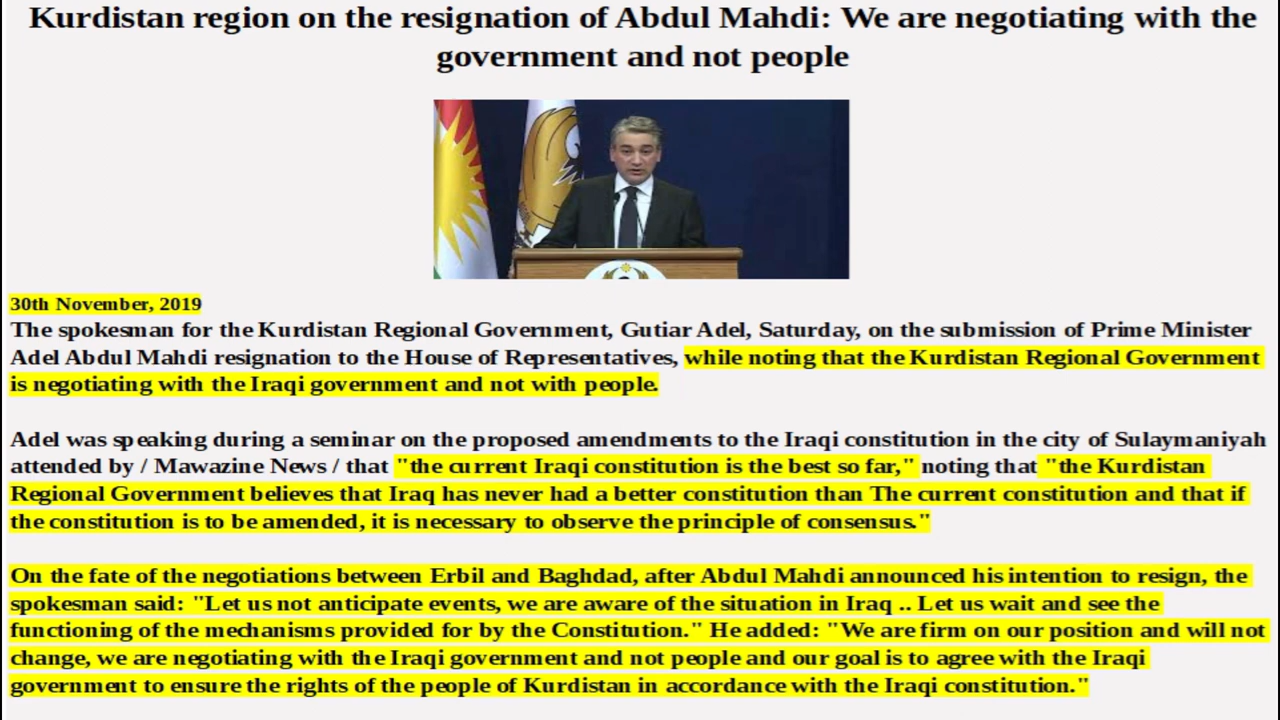 Kurdistan region on the resignation of Abdul Mahdi: We are negotiating with the
government and not people
30th November, 2019
The spokesman for the Kurdistan Regional Government, Gutiar Adel, Saturday, on the submission of Prime Minister
Adel Abdul Mahdi resignation to the House of Representatives, while noting that the Kurdistan Regional Government
is negotiating with the Iraqi government and not with people.
Adel was speaking during a seminar on the proposed amendments to the Iraqi constitution in the city of Sulaymaniyah
attended by / Mawazine News / that "the current Iraqi constitution is the best so far," noting that "the Kurdistan
Regional Government believes that Iraq has never had a better constitution than The current constitution and that if
the constitution is to be amended, it is necessary to observe the principle of consensus."
On the fate of the negotiations between Erbil and Baghdad, after Abdul Mahdi announced his intention to resign, the
spokesman said: "Let us not anticipate events, we are aware of the situation in Iraq .. Let us wait and see the
functioning of the mechanisms provided for by the Constitution." He added: "We are firm on our position and will not
change, we are negotiating with the Iraqi government and not people and our goal is to agree with the Iraqi
government to ensure the rights of the people of Kurdistan in accordance with the Iraqi constitution."